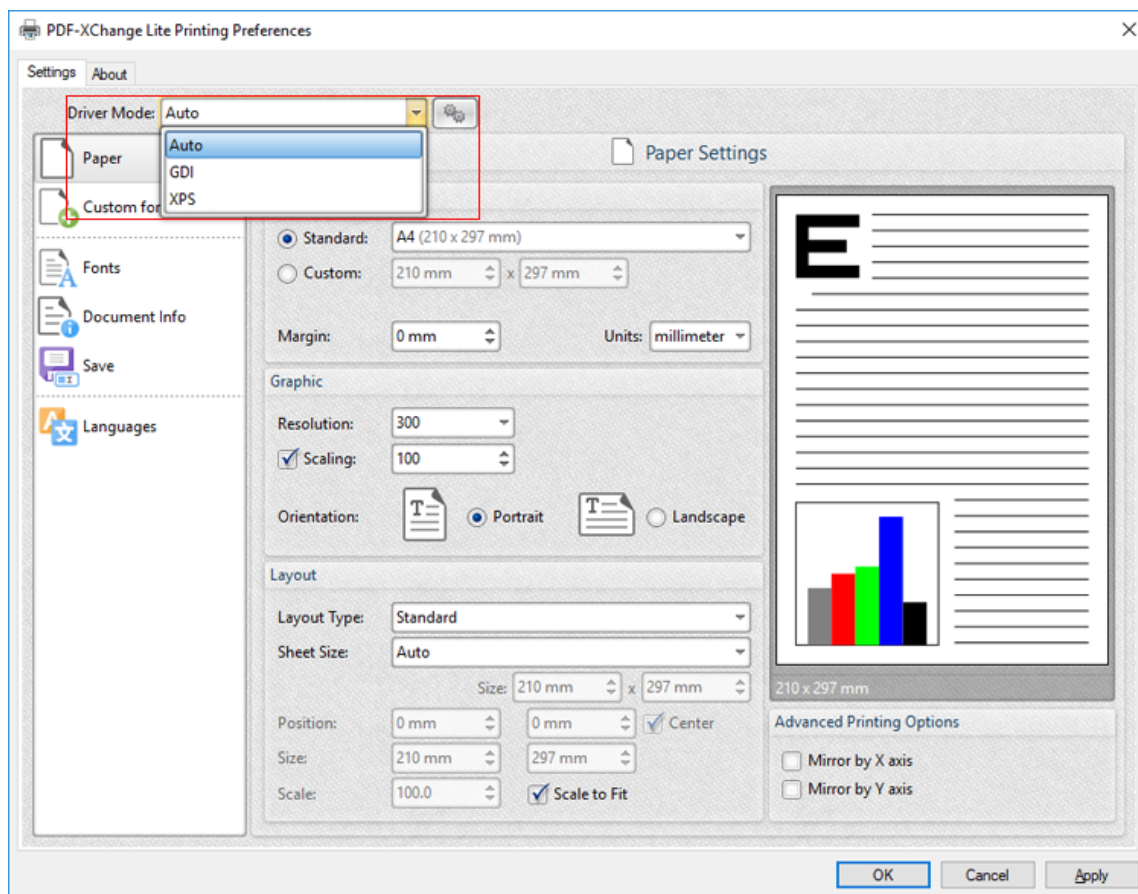 PDF-XChange Lite Printing Preferences
Settings About
Driver Mode: Auto
Auto
GDI
XPS
Paper
Custom for
Fonts
Document Info
Save
Languages
Paper Settings
Standard: A4 (210 x 297 mm)
Custom: 210 mm x 297 mm
Margin: 0 mm Units: millimeter
Graphic
Resolution: 300
Scaling: 100
Orientation: Portrait Landscape
Layout
Layout Type: Standard
Sheet Size: Auto
Size: 210 mm x 297 mm
Position: 0 mm 0 mm Center
Size: 210 mm 297 mm
Scale: 100.0 Scale to Fit
E
210 x 297 mm
Advanced Printing Options
Mirror by X axis
Mirror by Y axis
OK Cancel Apply